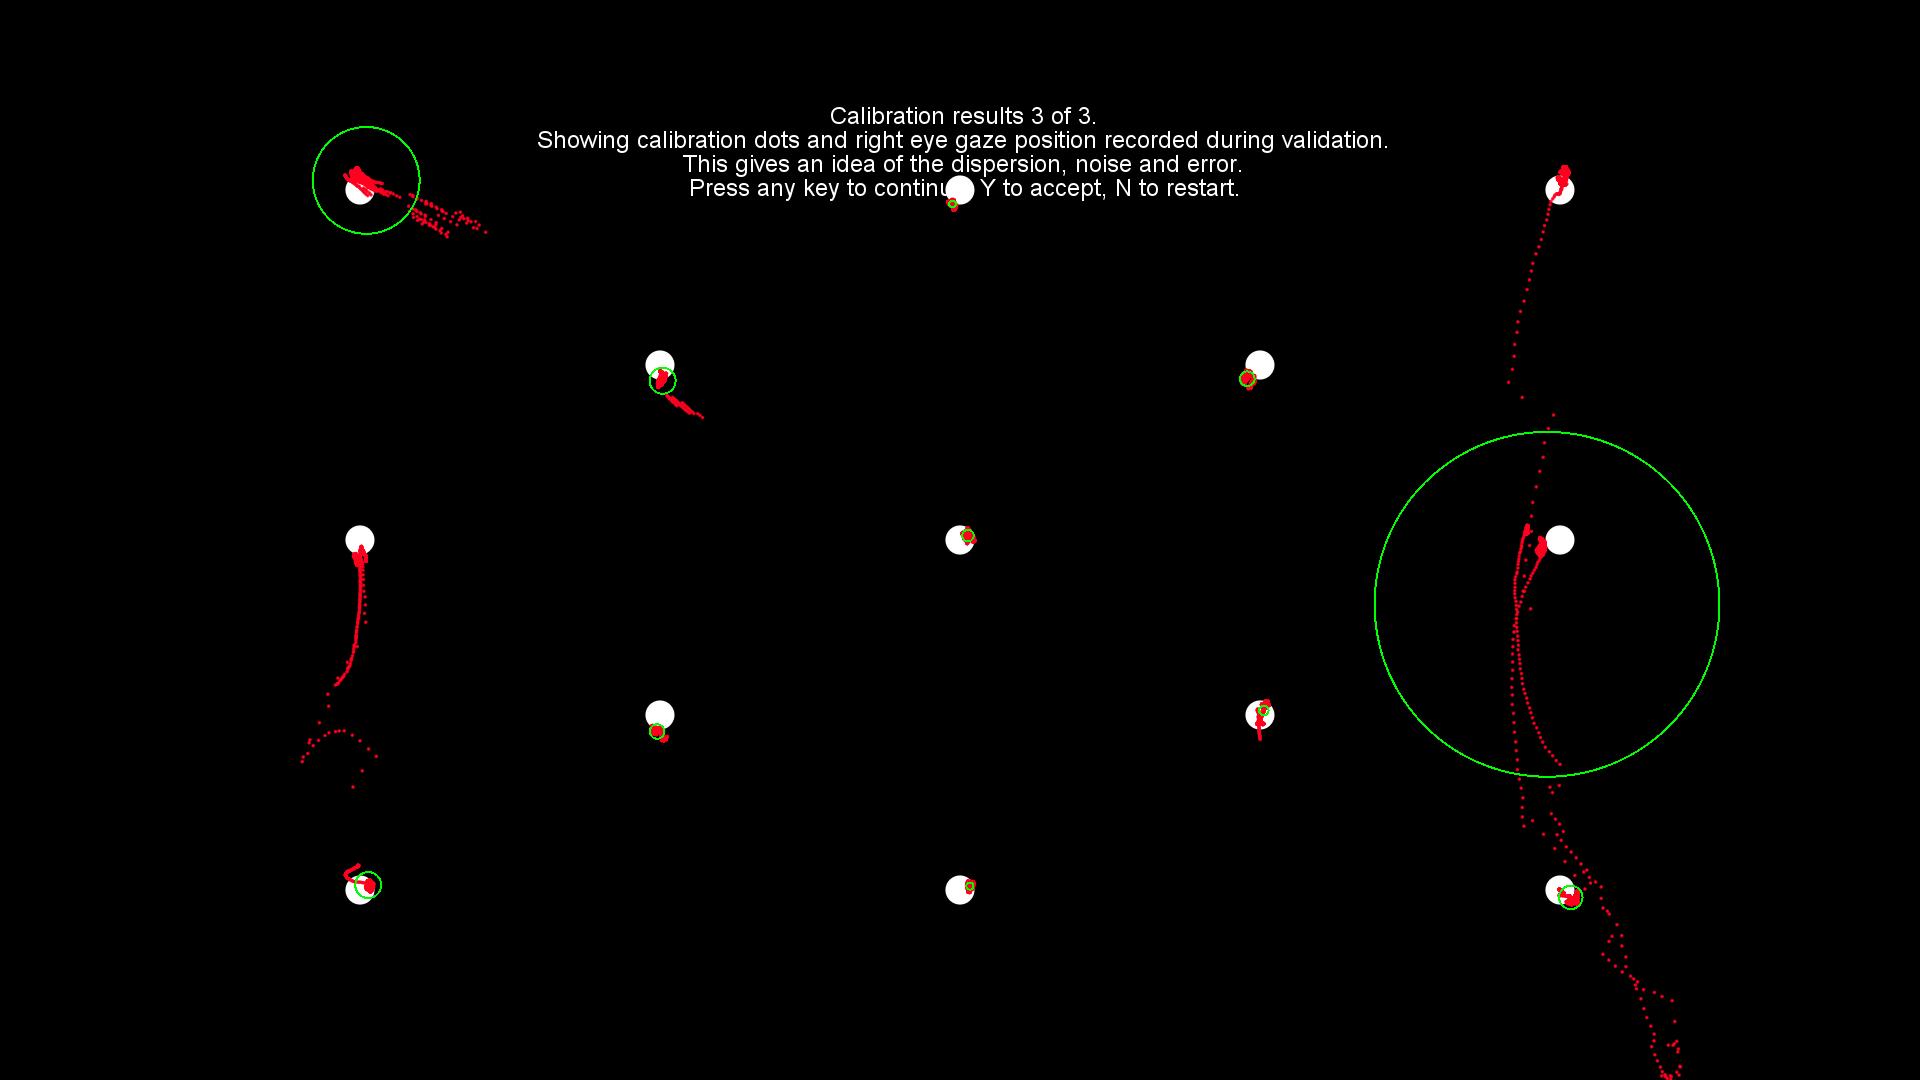 Calibration results 3 of 3.
Showing calibration dots and right eye gaze position recorded during validation.
This gives an idea of the dispersion, noise and error.
Press any key to continu Y to accept, N to restart.